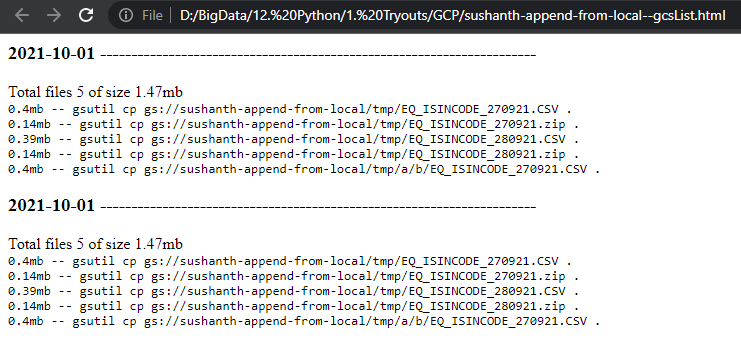 File D:/BigData/12.%20Python/1.%20Tryouts/GCP/sushanth-append-from-local--gcsList.html
2021-10-01 ----------------------------------------------------------------------
Total files 5 of size 1.47mb
0.4mb -- gsutil cp gs://sushanth-append-from-local/tmp/EQ_ISINCODE_270921.CSV .
0.14mb -- gsutil cp gs://sushanth-append-from-local/tmp/EQ_ISINCODE_270921.zip .
0.39mb -- gsutil cp gs://sushanth-append-from-local/tmp/EQ_ISINCODE_280921.CSV .
0.14mb -- gsutil cp gs://sushanth-append-from-local/tmp/EQ_ISINCODE_280921.zip .
0.4mb -- gsutil cp gs://sushanth-append-from-local/tmp/a/b/EQ_ISINCODE_270921.CSV .
2021-10-01 ----------------------------------------------------------------------
Total files 5 of size 1.47mb
0.4mb -- gsutil cp gs://sushanth-append-from-local/tmp/EQ_ISINCODE_270921.CSV .
0.14mb -- gsutil cp gs://sushanth-append-from-local/tmp/EQ_ISINCODE_270921.zip .
0.39mb -- gsutil cp gs://sushanth-append-from-local/tmp/EQ_ISINCODE_280921.CSV .
0.14mb -- gsutil cp gs://sushanth-append-from-local/tmp/EQ_ISINCODE_280921.zip .
0.4mb -- gsutil cp gs://sushanth-append-from-local/tmp/a/b/EQ_ISINCODE_270921.CSV .